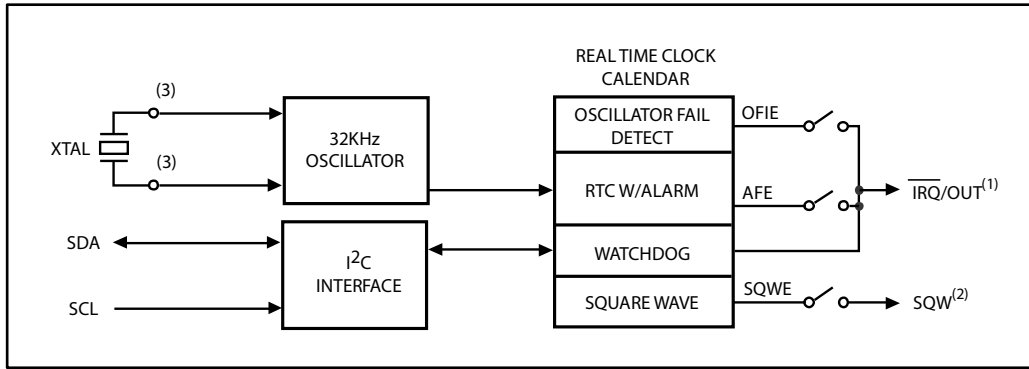 REAL TIME CLOCK
CALENDAR
(3)
XTAL
(3)
32KHz
OSCILLATOR
OSCILLATOR FAIL
DETECT
OFIE
RTC W/ALARM
AFE
IRQ/OUT(1)
SDA
SCL
I2C
INTERFACE
WATCHDOG
SQUARE WAVE
SQWE
SQW(2)